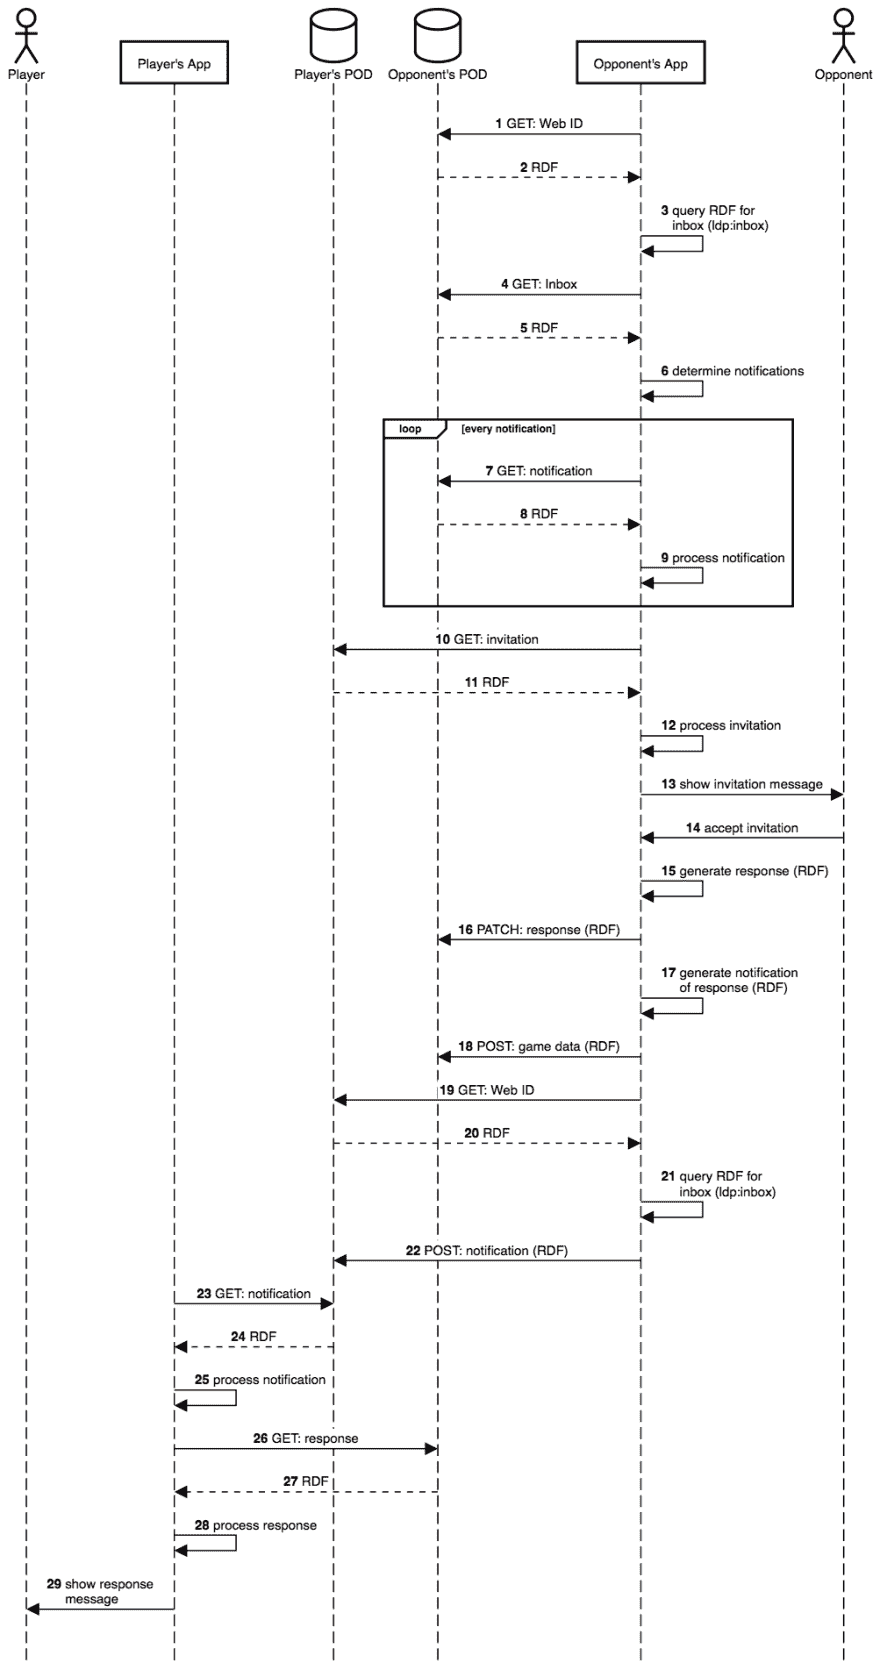 Player
Player's App
Player's POD
Opponent's POD
Opponent's App
Opponent
1 GET: Web ID
2 RDF
3 query RDF for
inbox (ldp:inbox)
4 GET: Inbox
5 RDF
6 determine notifications
loop
[every notification]
7 GET: notification
8 RDF
9 process notification
10 GET: invitation
11 RDF
12 process invitation
13 show invitation message
14 accept invitation
15 generate response (RDF)
16 PATCH: response (RDF)
17 generate notification
of response (RDF)
18 POST: game data (RDF)
19 GET: Web ID
20 RDF
21 query RDF for
inbox (ldp:inbox)
22 POST: notification (RDF)
23 GET: notification
24 RDF
25 process notification
26 GET: response
27 RDF
28 process response
29 show response
message